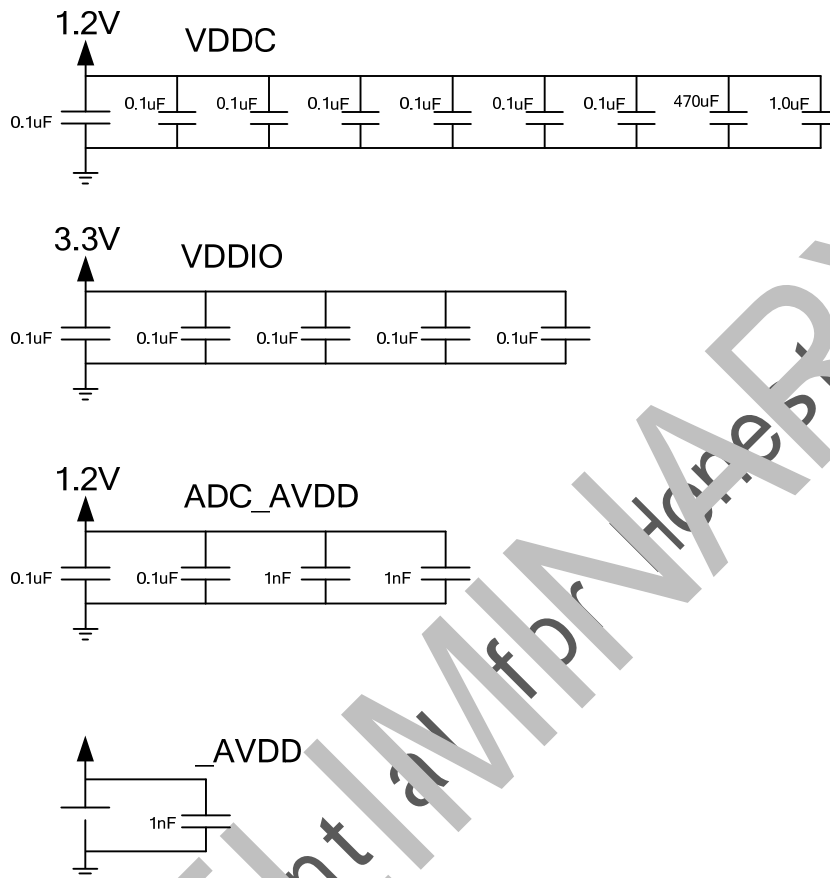 1.2V
VDDC
0.1uF 0.1uF 0.1uF 0.1uF 0.1uF 0.1uF 0.1uF 470uF 1.0uF
3.3V
VDDIO
0.1uF 0.1uF 0.1uF 0.1uF 0.1uF
1.2V
ADC_AVDD
0.1uF 0.1uF 1nF 1nF
_AVDD
1nF